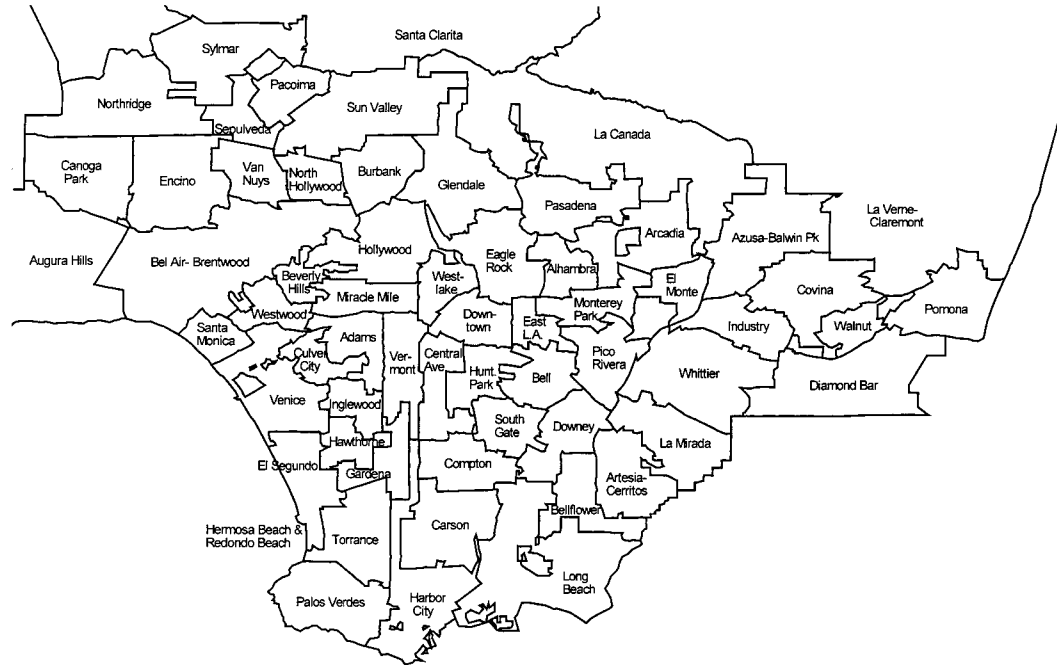 Santa Clarita
Sylmar
Pacoima
Northridge
Sun Valley
Sepulveda
La Canada
Canoga
Park
Encino
Van
Nuys
North
Hollywood
Burbank
Glendale
Pasadena
La Verne-
Claremont
Arcadia
Azusa-Balwin Pk
Augura Hills
Bel Air- Brentwood
Hollywood
Eagle
Rock
Alhambra
Beverly
Hills
West-
lake
El
Monte
Covina
Miracle Mile
Monterey
Park
Pomona
Westwood
Down-
town
East
L.A.
Industry
Walnut
Santa
Monica
Adams
Ver-
mont
Central
Ave
Culver
City
Pico
Rivera
Hunt.
Park
Bell
Whittier
Diamond Bar
Venice
Inglewood
South
Gate
Downey
Hawthorne
La Mirada
El Segundo
Gardena
Compton
Artesia-
Cerritos
Bellflower
Hermosa Beach &
Redondo Beach
Torrance
Carson
Long
Beach
Palos Verdes
Harbor
City